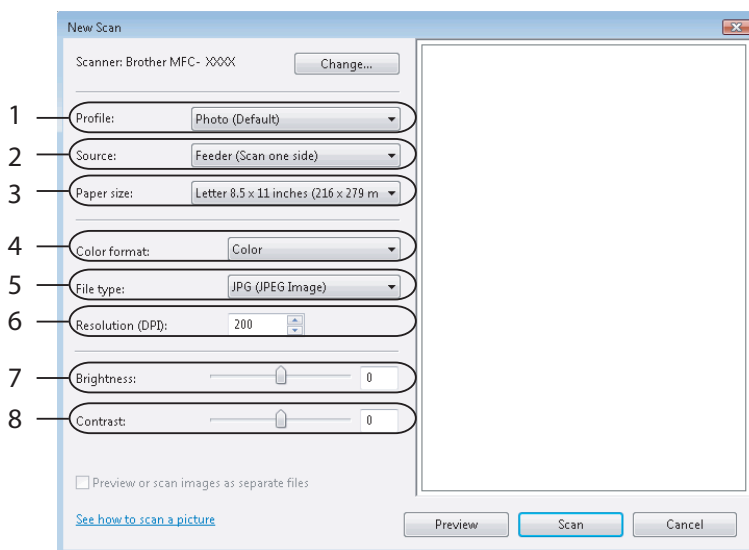 New Scan
Scanner: Brother MFC- XXXX Change...
1 Profile: Photo (Default)
2 Source: Feeder (Scan one side)
3 Paper size: Letter 8.5 x 11 inches (216 x 279 m
4 Color format: Color
5 File type: JPG (JPEG Image)
6 Resolution (DPI): 200
7 Brightness: 0
8 Contrast: 0
Preview or scan images as separate files
See how to scan a picture Preview Scan Cancel